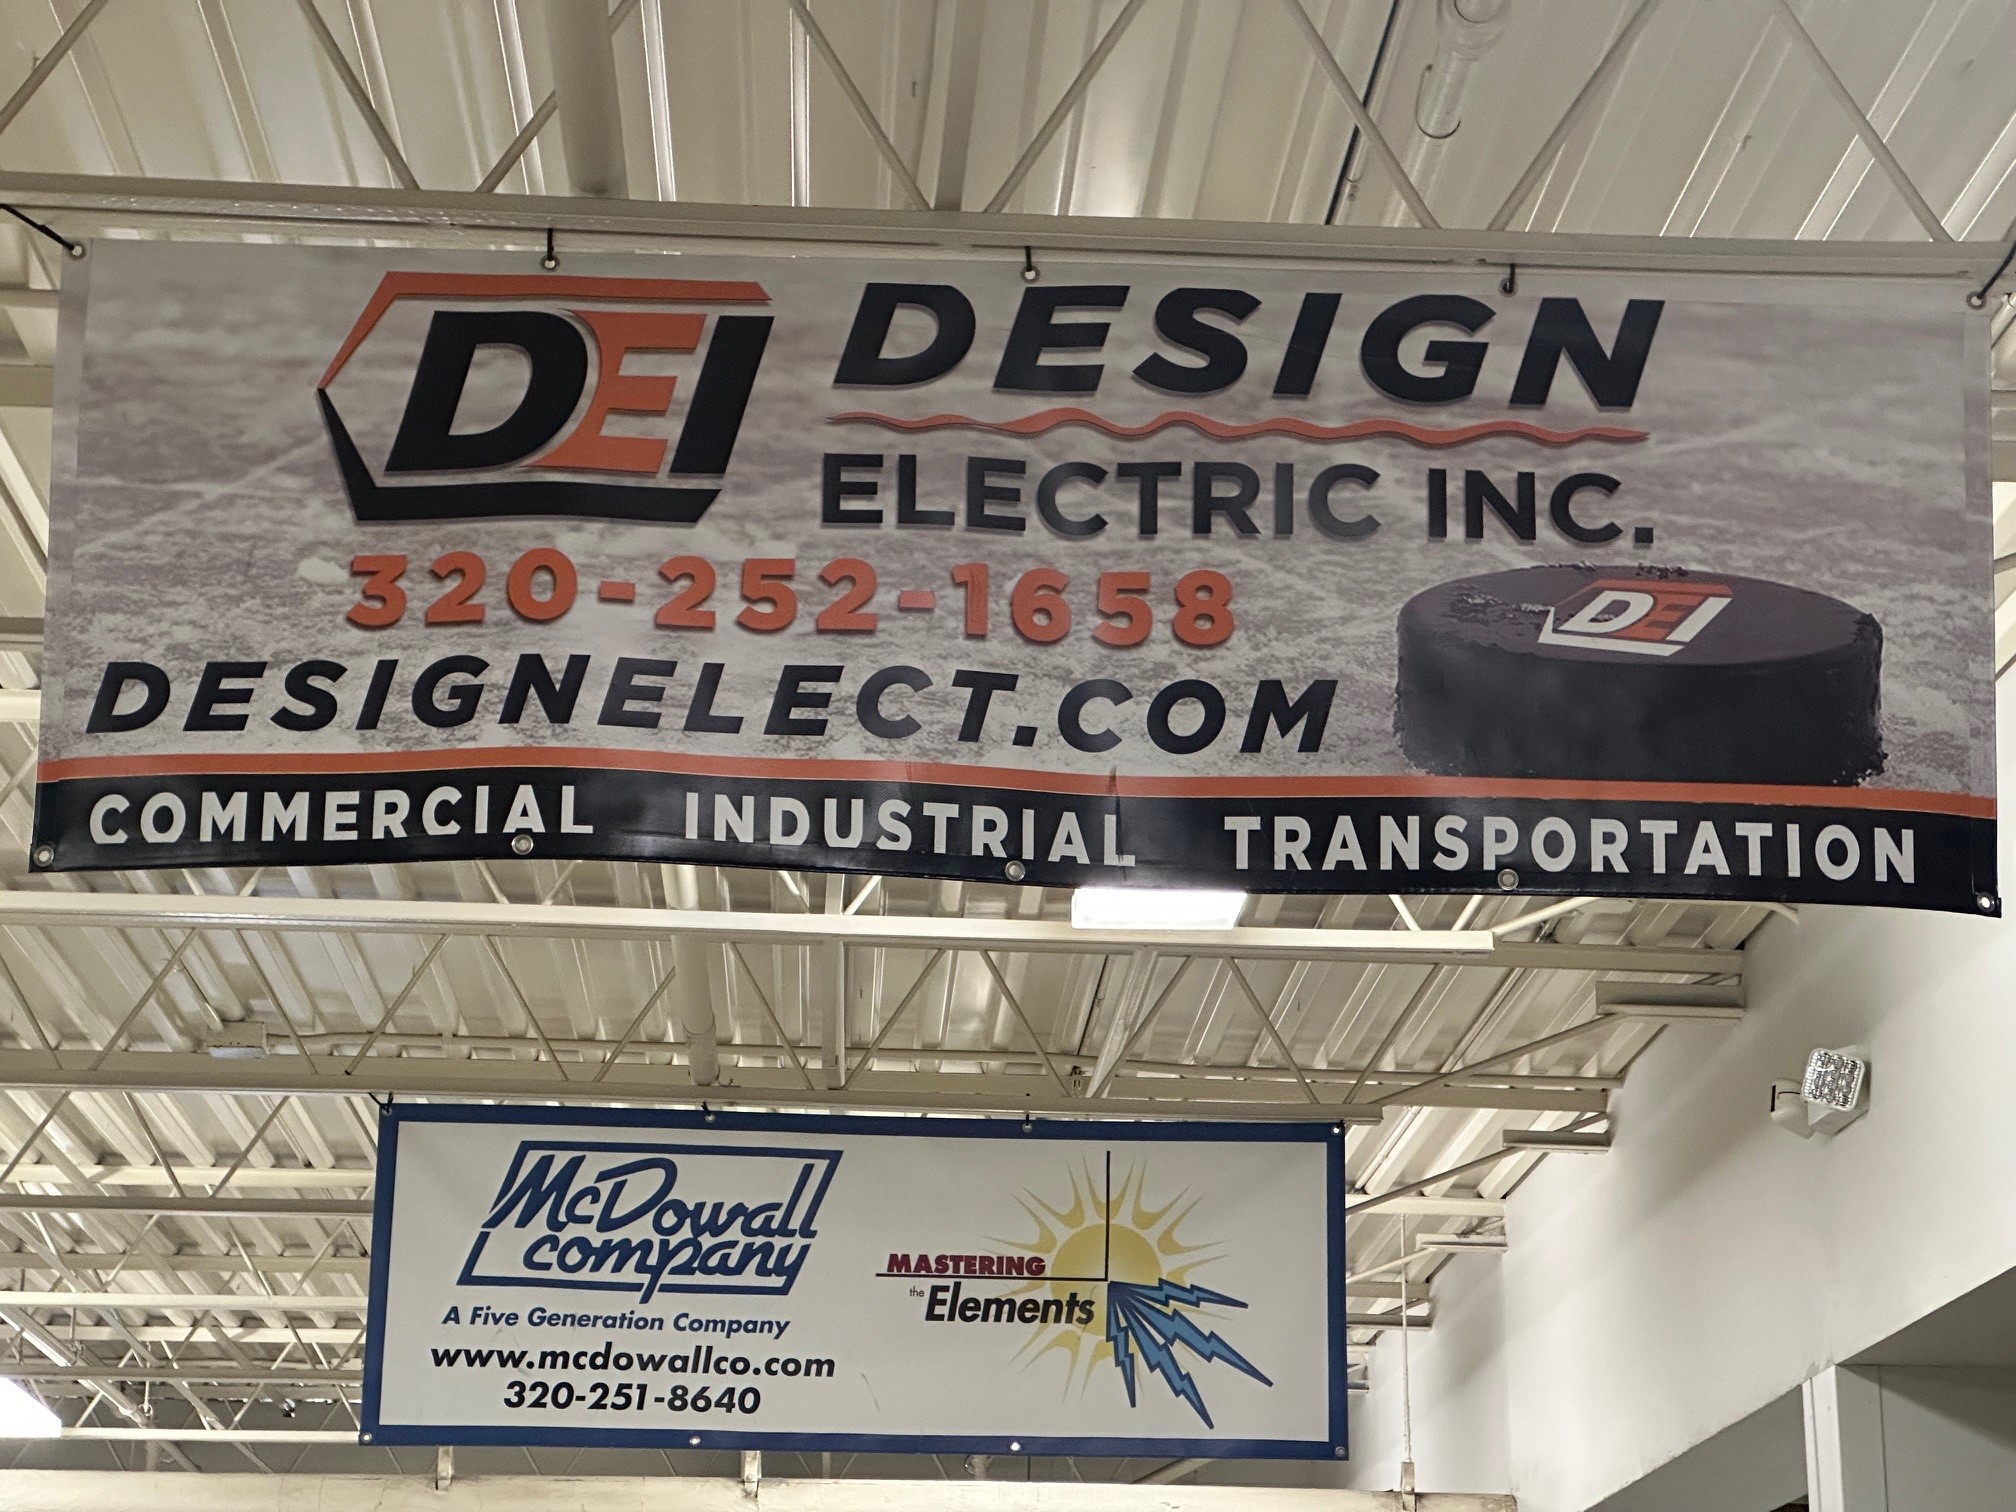 DEI
DESIGN
ELECTRIC INC.
320-252-1658
DESIGNELECT.COM
DEI
COMMERCIAL INDUSTRIAL TRANSPORTATION
McDowall
company
A Five Generation Company
www.mcdowallco.com
320-251-8640
MASTERING
the Elements